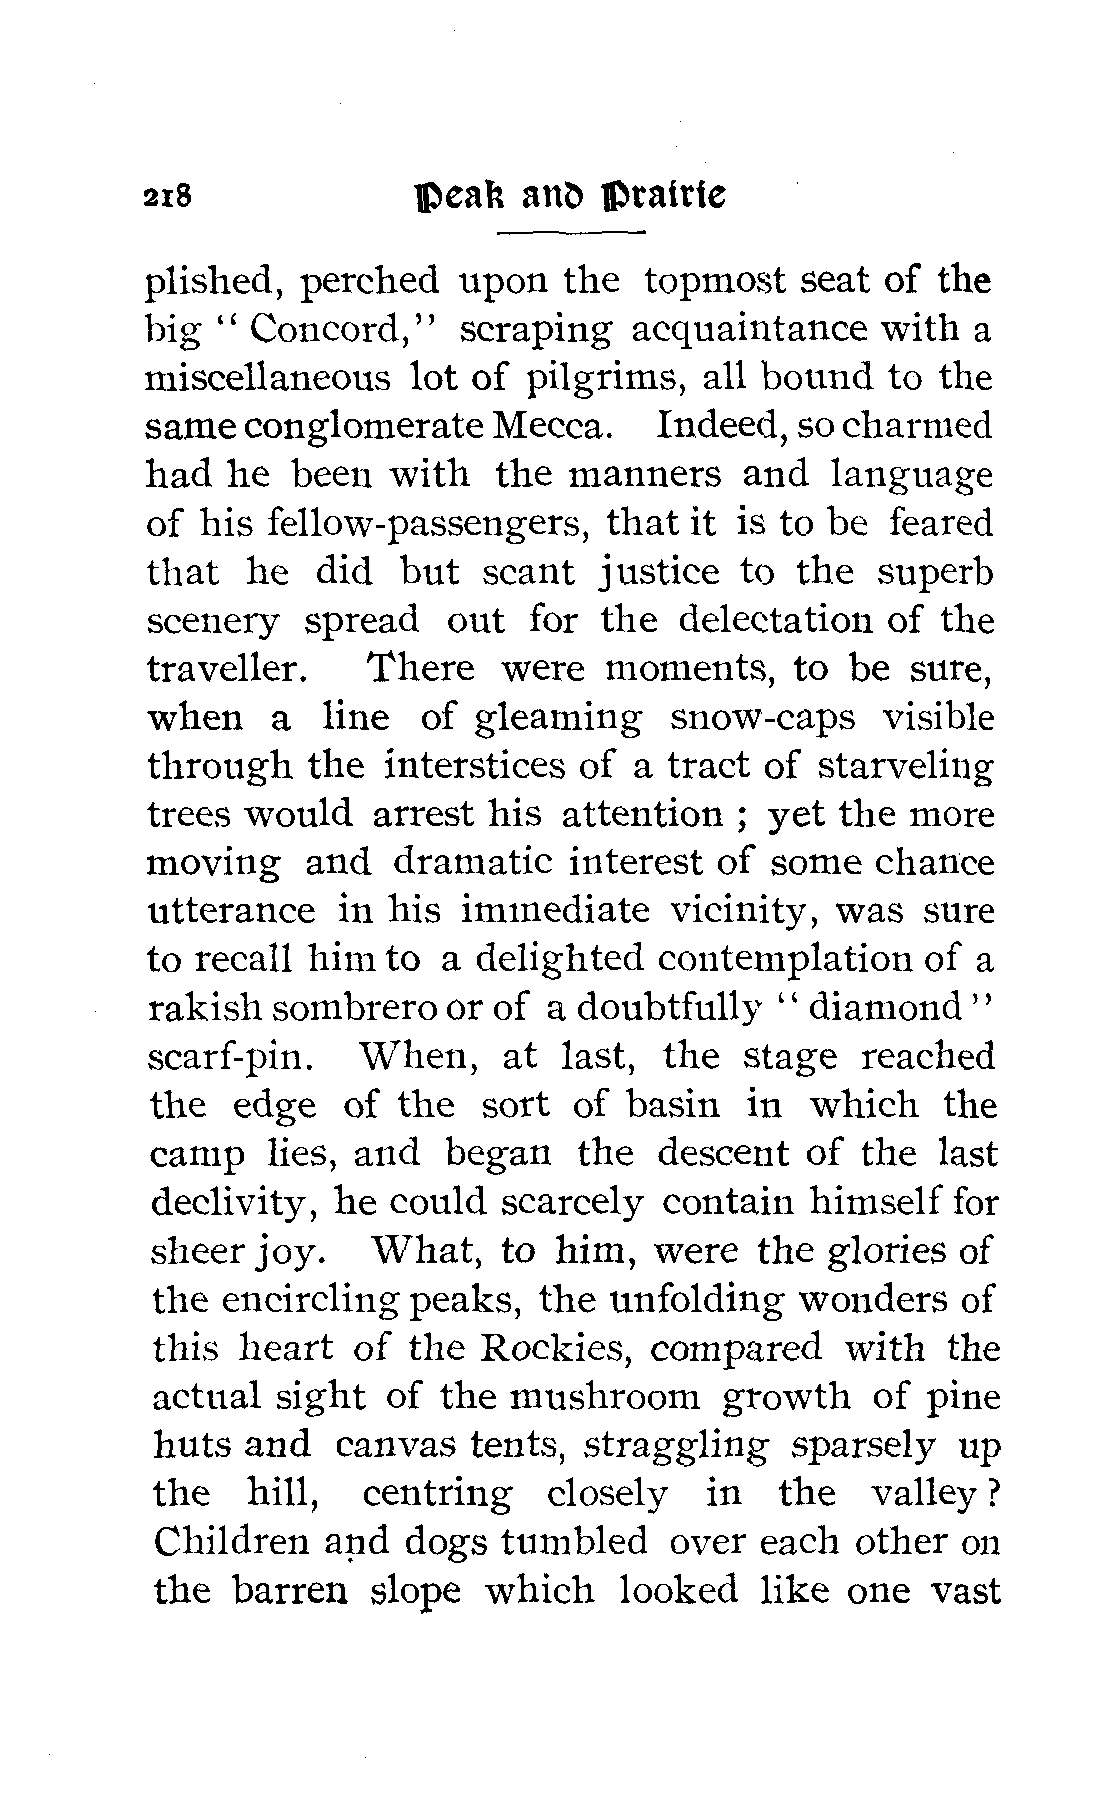 218 Peak and Prairie
plished, perched upon the topmost seat of the
big " Concord," scraping acquaintance with a
miscellaneous lot of pilgrims, all bound to the
same conglomerate Mecca. Indeed, so charmed
had he been with the manners and language
of his fellow-passengers, that it is to be feared
that he did but scant justice to the superb
scenery spread out for the delectation of the
traveller. There were moments, to be sure,
when a line of gleaming snow-caps visible
through the interstices of a tract of starveling
trees would arrest his attention ; yet the more
moving and dramatic interest of some chance
utterance in his immediate vicinity, was sure
to recall him to a delighted contemplation of a
rakish sombrero or of a doubtfully " diamond "
scarf-pin. When, at last, the stage reached
the edge of the sort of basin in which the
camp lies, and began the descent of the last
declivity, he could scarcely contain himself for
sheer joy. What, to him, were the glories of
the encircling peaks, the unfolding wonders of
this heart of the Rockies, compared with the
actual sight of the mushroom growth of pine
huts and canvas tents, straggling sparsely up
the hill, centring closely in the valley ?
Children and dogs tumbled over each other on
the barren slope which looked like one vast